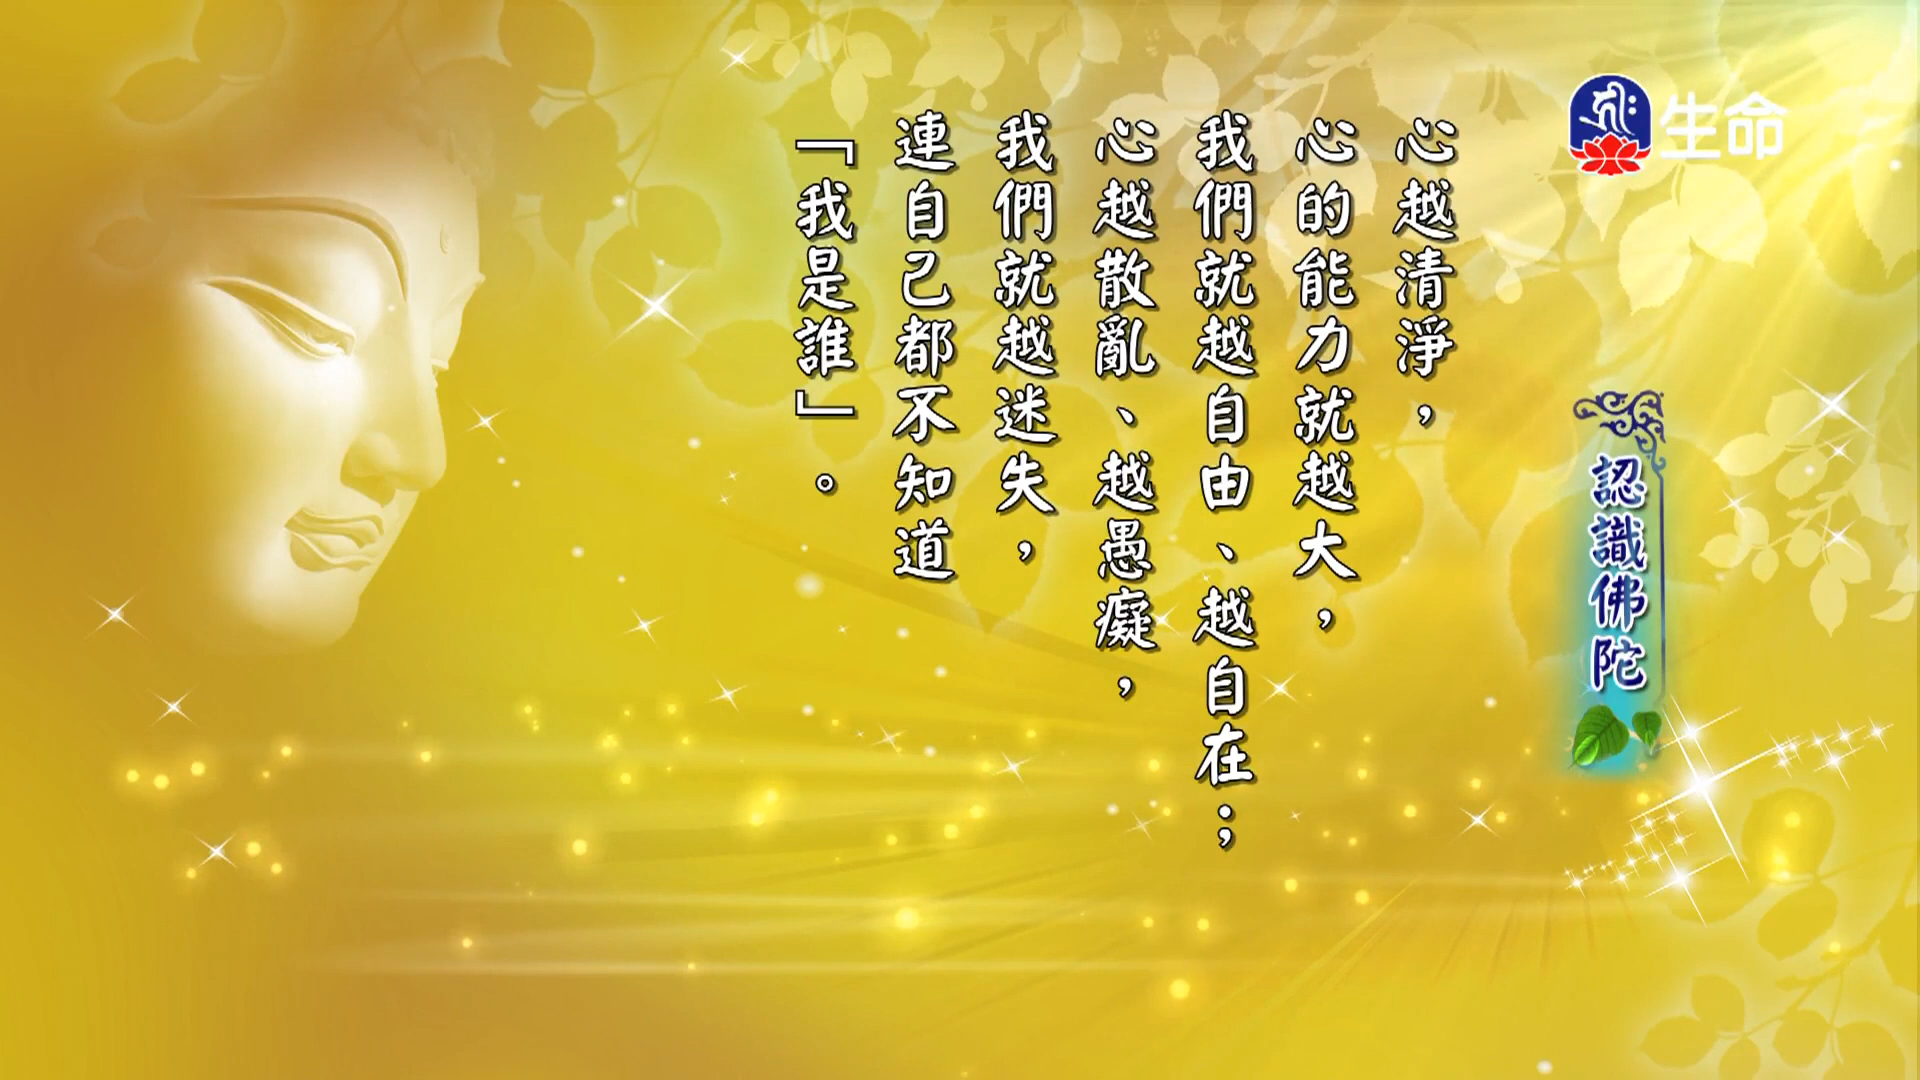 生命
認識佛陀
心越清淨，
心的能力就越大，
我們就越自由、越自在；
心越散亂、越愚癡，
我們就越迷失，
連自己都不知道
「我是誰」。